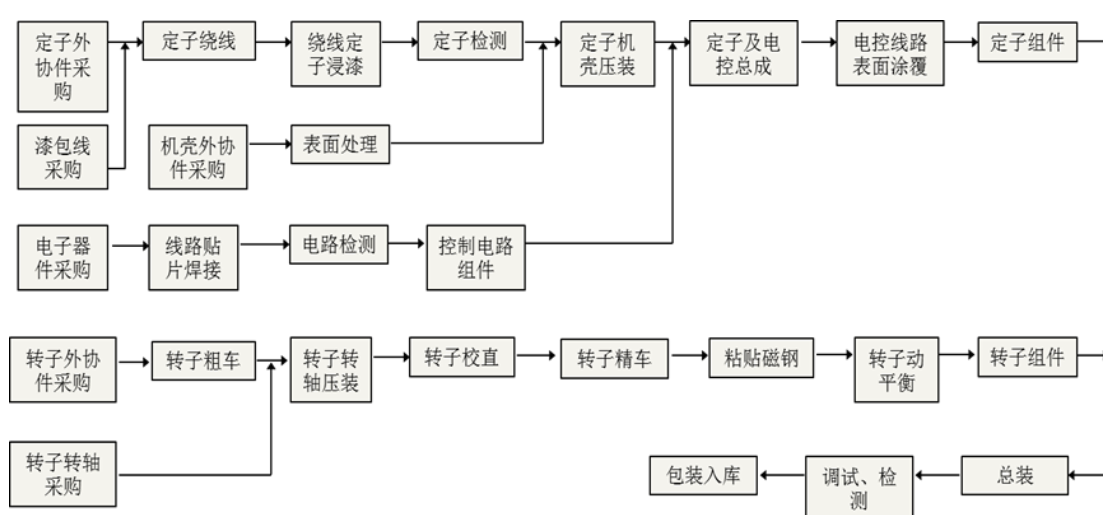 定子外
协件采
购
定子绕线
绕线定
子浸漆
定子检测
定子机
壳压装
定子及电
控总成
电控线路
表面涂覆
定子组件
漆包线
采购
机壳外协
件采购
表面处理
电子器
件采购
线路贴
片焊接
电路检测
控制电路
组件
转子外协
件采购
转子粗车
转子转
轴压装
转子校直
转子精车
粘贴磁钢
转子动
平衡
转子组件
转子转轴
采购
包装入库
调试、检
测
总装